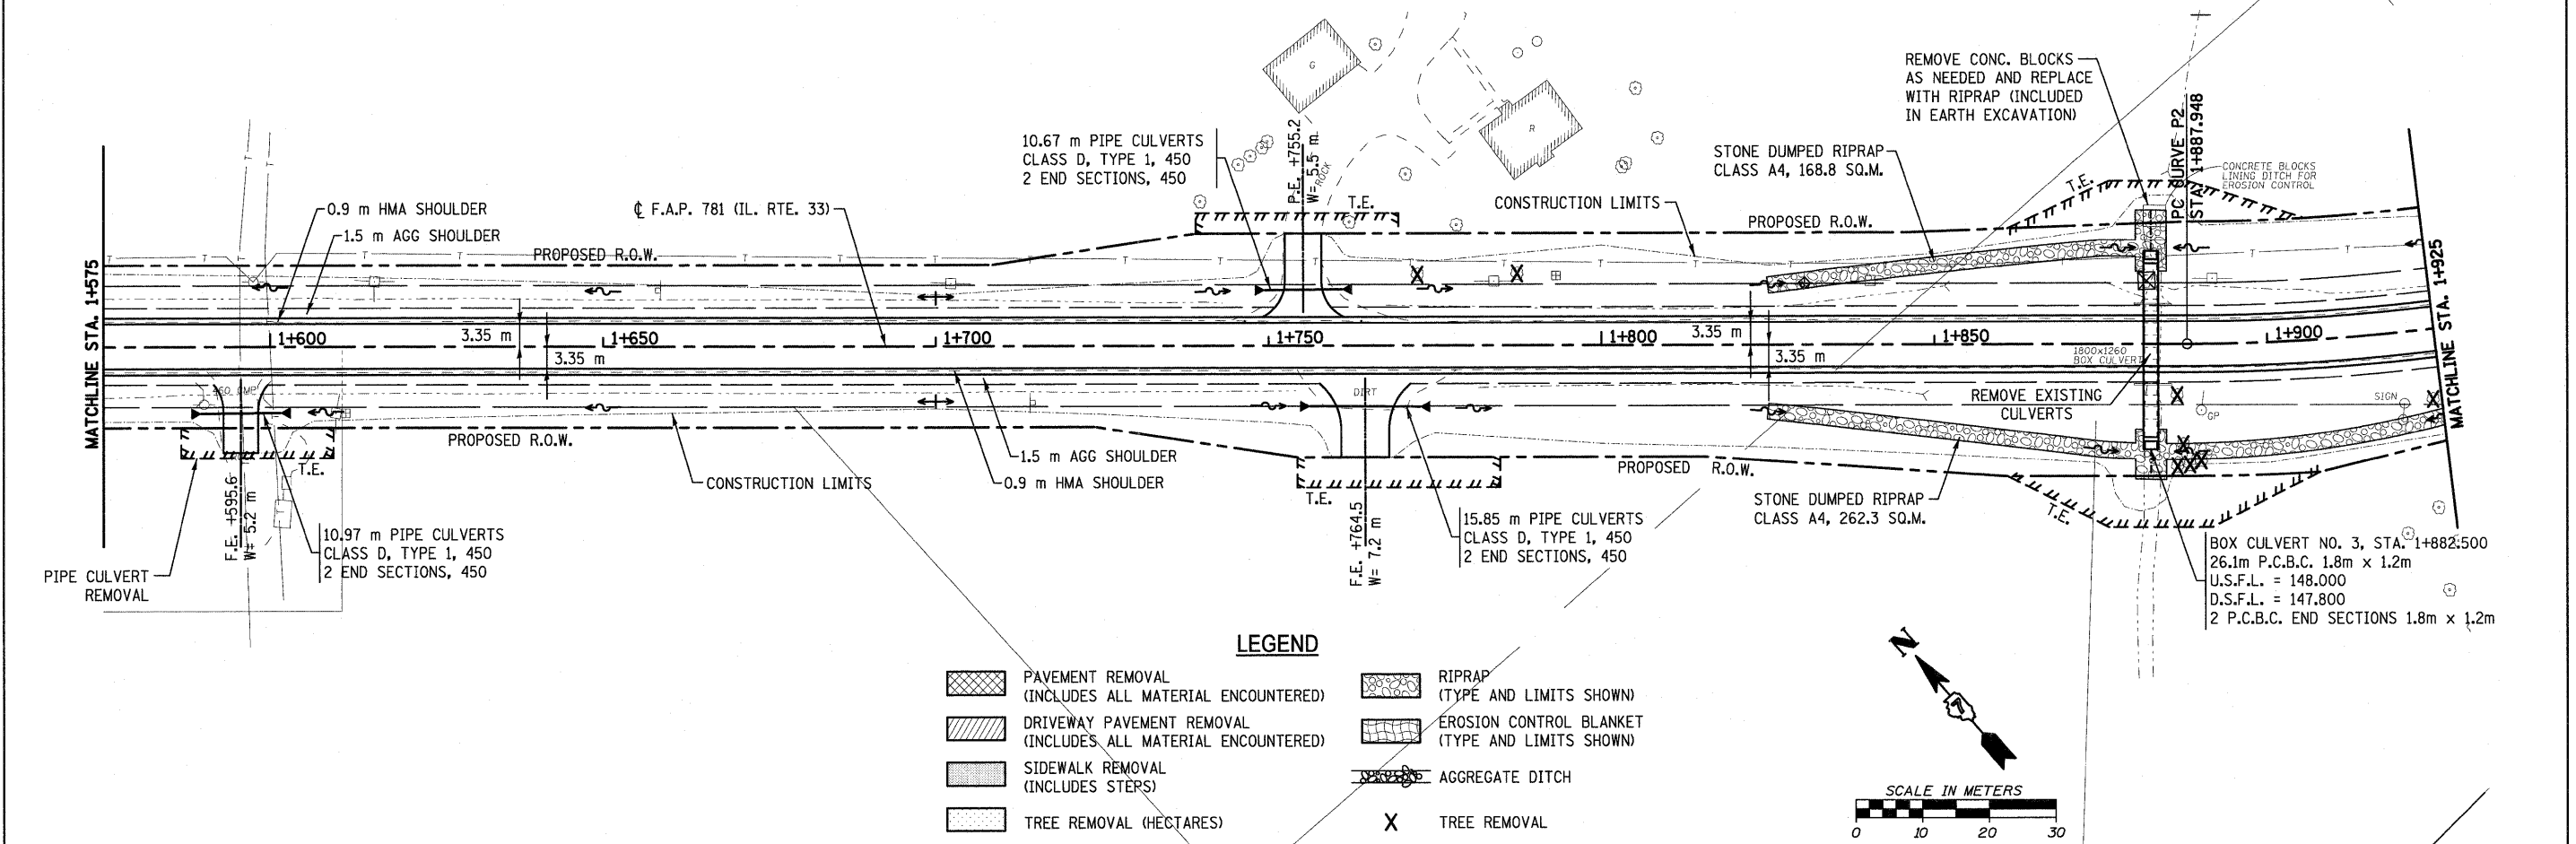 REMOVE CONC. BLOCKS
AS NEEDED AND REPLACE
WITH RIPRAP (INCLUDED
IN EARTH EXCAVATION)
PC CURVE P2
STA. 1+887.948
CONCRETE BLOCKS
LINING DITCH FOR
EROSION CONTROL
G
R
10.67 m PIPE CULVERTS
CLASS D, TYPE 1, 450
2 END SECTIONS, 450
P.E. +755.2
W= 5.5 m
ROCK
T.E.
STONE DUMPED RIPRAP
CLASS A4, 168.8 SQ.M.
T.E.
0.9 m HMA SHOULDER
1.5 m AGG SHOULDER
℄ F.A.P. 781 (IL. RTE. 33)
CONSTRUCTION LIMITS
PROPOSED R.O.W.
PROPOSED R.O.W.
MATCHLINE STA. 1+575
MATCHLINE STA. 1+925
1+600
3.35 m
1+650
1+700
1+750
1+800
3.35 m
1+850
1+900
3.35 m
3.35 m
1800x1260
BOX CULVERT
DIRT
REMOVE EXISTING
CULVERTS
GP
SIGN
PROPOSED R.O.W.
1.5 m AGG SHOULDER
0.9 m HMA SHOULDER
CONSTRUCTION LIMITS
PROPOSED R.O.W.
T.E.
T.E.
T.E.
F.E. +595.6
W= 5.2 m
F.E. +764.5
W= 7.2 m
STONE DUMPED RIPRAP
CLASS A4, 262.3 SQ.M.
10.97 m PIPE CULVERTS
CLASS D, TYPE 1, 450
2 END SECTIONS, 450
15.85 m PIPE CULVERTS
CLASS D, TYPE 1, 450
2 END SECTIONS, 450
PIPE CULVERT
REMOVAL
BOX CULVERT NO. 3, STA. 1+882.500
26.1m P.C.B.C. 1.8m x 1.2m
U.S.F.L. = 148.000
D.S.F.L. = 147.800
2 P.C.B.C. END SECTIONS 1.8m x 1.2m
LEGEND
PAVEMENT REMOVAL
(INCLUDES ALL MATERIAL ENCOUNTERED)
DRIVEWAY PAVEMENT REMOVAL
(INCLUDES ALL MATERIAL ENCOUNTERED)
SIDEWALK REMOVAL
(INCLUDES STEPS)
TREE REMOVAL (HECTARES)
RIPRAP
(TYPE AND LIMITS SHOWN)
EROSION CONTROL BLANKET
(TYPE AND LIMITS SHOWN)
AGGREGATE DITCH
TREE REMOVAL
N
7
SCALE IN METERS
0 10 20 30